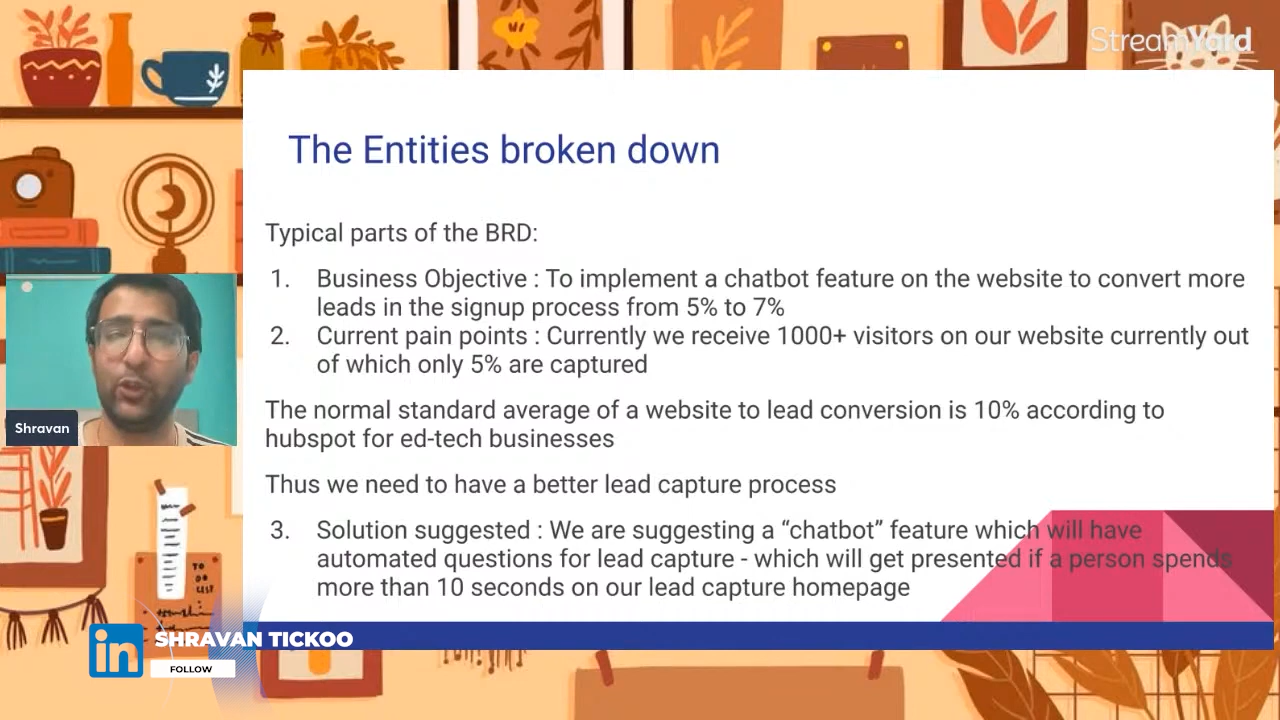 StreamYard
The Entities broken down
Typical parts of the BRD:
1. Business Objective : To implement a chatbot feature on the website to convert more
leads in the signup process from 5% to 7%
2. Current pain points : Currently we receive 1000+ visitors on our website currently out
of which only 5% are captured
The normal standard average of a website to lead conversion is 10% according to
hubspot for ed-tech businesses
Thus we need to have a better lead capture process
3. Solution suggested : We are suggesting a “chatbot” feature which will have
automated questions for lead capture - which will get presented if a person spends
more than 10 seconds on our lead capture homepage
Shravan
TO
DO
LIST
in
SHRAVAN TICKOO
FOLLOW